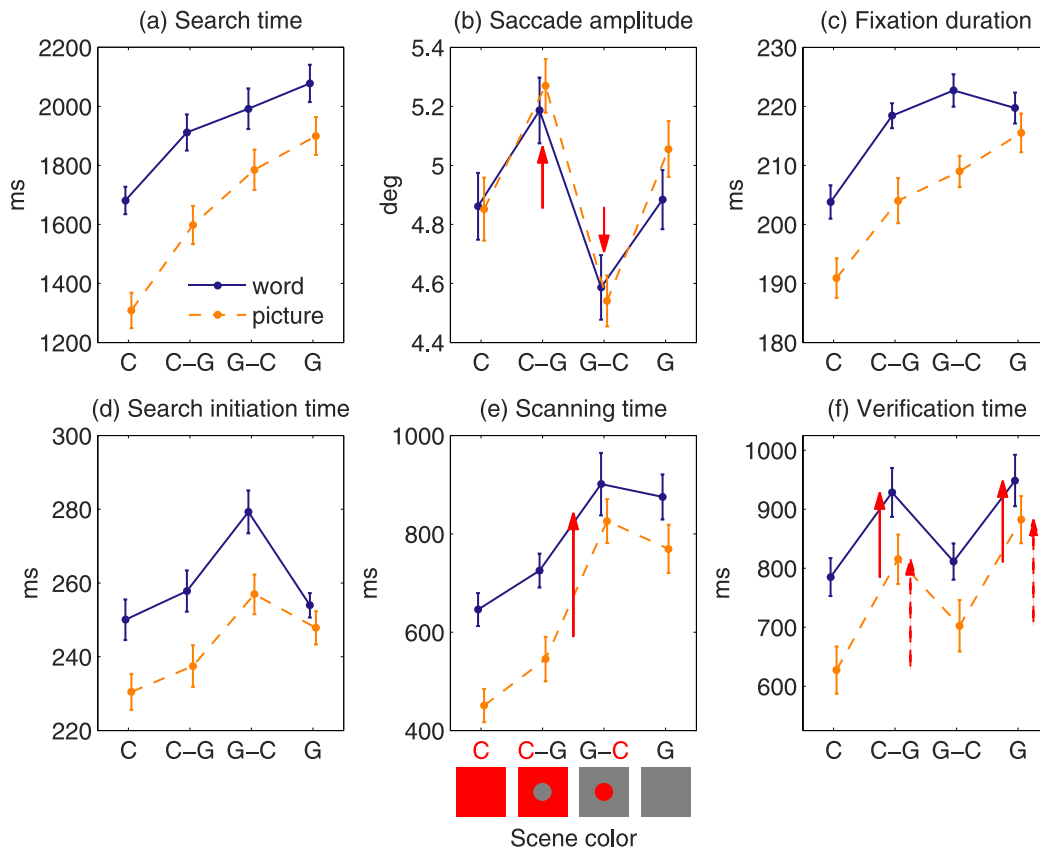 (a) Search time
(b) Saccade amplitude
(c) Fixation duration
2200
2000
1800
1600
1400
1200
ms
word
picture
C C–G G–C G
5.4
5.2
5
4.8
4.6
4.4
deg
C C–G G–C G
230
220
210
200
190
180
ms
C C–G G–C G
(d) Search initiation time
(e) Scanning time
(f) Verification time
300
280
260
240
220
ms
C C–G G–C G
1000
800
600
400
ms
C C–G G–C G
Scene color
1000
900
800
700
600
ms
C C–G G–C G